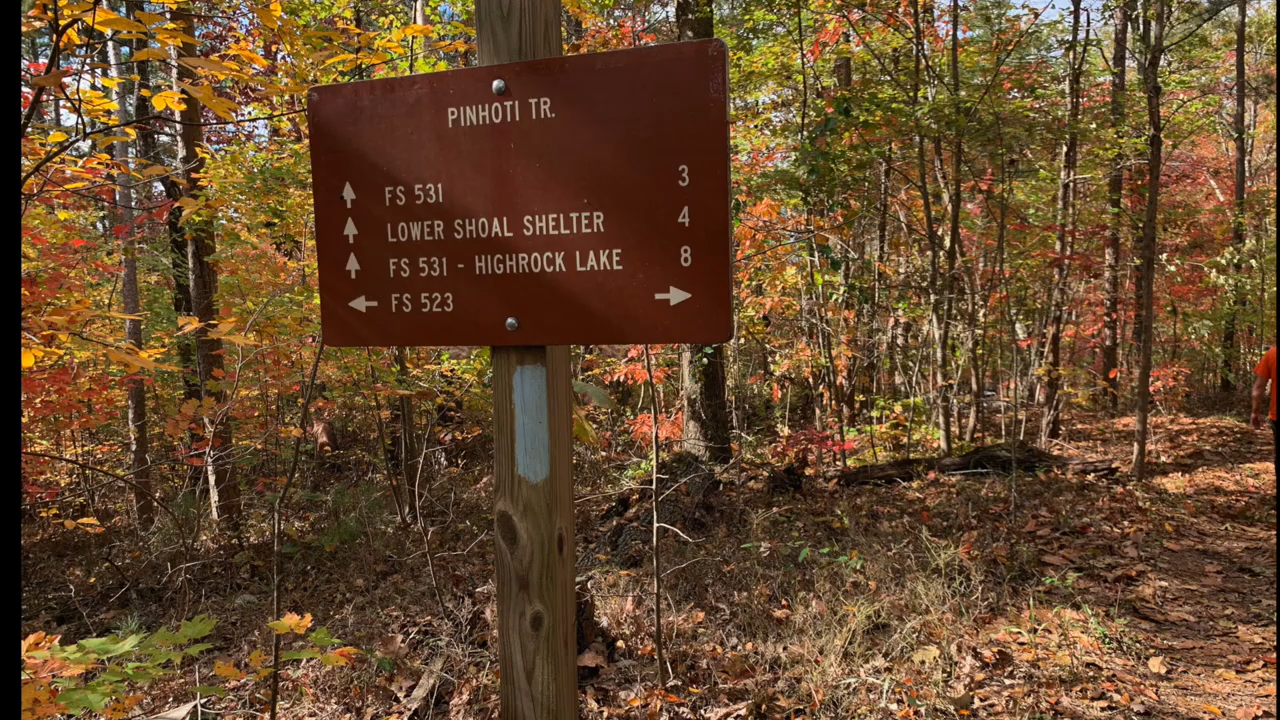 PINHOTI TR.
FS 531 3
LOWER SHOAL SHELTER 4
FS 531 - HIGHROCK LAKE 8
FS 523